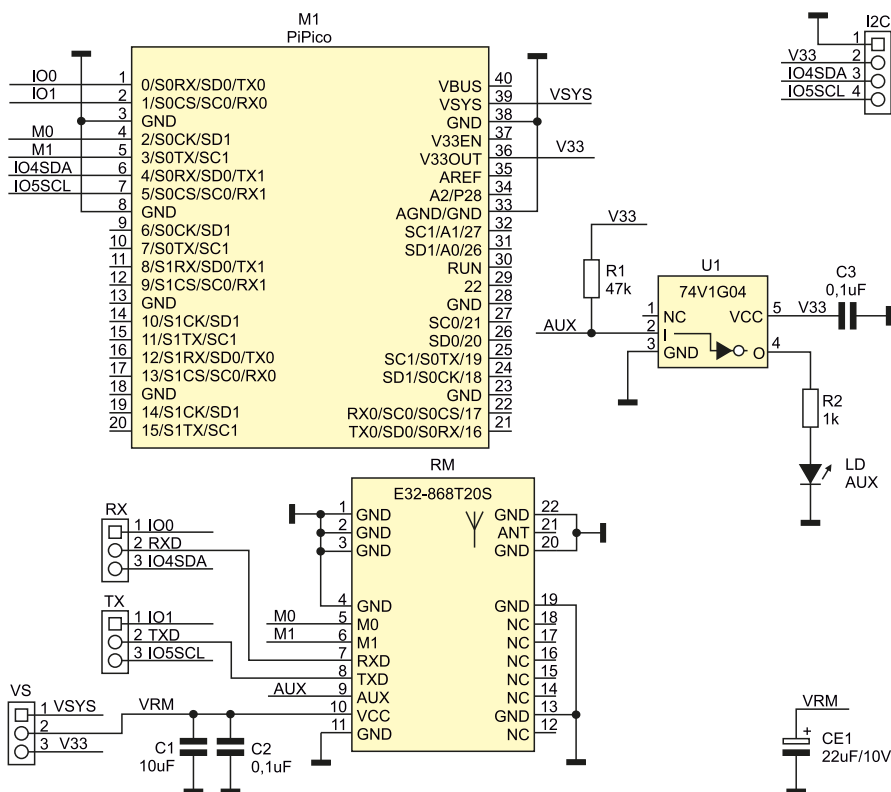 M1
PiPico
IO0 1 0/S0RX/SD0/TX0
IO1 2 1/S0CS/SC0/RX0
3 GND
M0 4 2/S0CK/SD1
M1 5 3/S0TX/SC1
IO4SDA 6 4/S0RX/SD0/TX1
IO5SCL 7 5/S0CS/SC0/RX1
8 GND
9 6/S0CK/SD1
10 7/S0TX/SC1
11 8/S1RX/SD0/TX1
12 9/S1CS/SC0/RX1
13 GND
14 10/S1CK/SD1
15 11/S1TX/SC1
16 12/S1RX/SD0/TX0
17 13/S1CS/SC0/RX0
18 GND
19 14/S1CK/SD1
20 15/S1TX/SC1
VBUS 40
VSYS 39 VSYS
GND 38
V33EN 37
V33OUT 36 V33
AREF 35
A2/P28 34
AGND/GND 33
SC1/A1/27 32
SD1/A0/26 31
RUN 30
22 29
GND 28
SC0/21 27
SD0/20 26
SC1/S0TX/19 25
SD1/S0CK/18 24
GND 23
RX0/SC0/S0CS/17 22
TX0/SD0/S0RX/16 21
I2C
1
V33 2
IO4SDA 3
IO5SCL 4
V33
R1
47k
AUX
U1
74V1G04
1 NC
2 I
3 GND
VCC 5 V33
O 4
C3
0,1uF
R2
1k
LD
AUX
RM
E32-868T20S
1 GND
2 GND
3 GND
4 GND
M0 5 M0
M1 6 M1
7 RXD
8 TXD
AUX 9 AUX
VRM 10 VCC
11 GND
GND 22
ANT 21
GND 20
GND 19
NC 18
NC 17
NC 16
NC 15
NC 14
GND 13
NC 12
RX
1 IO0
2 RXD
3 IO4SDA
TX
1 IO1
2 TXD
3 IO5SCL
VS
1 VSYS
2
3 V33
C1
10uF
C2
0,1uF
VRM
+
CE1
22uF/10V